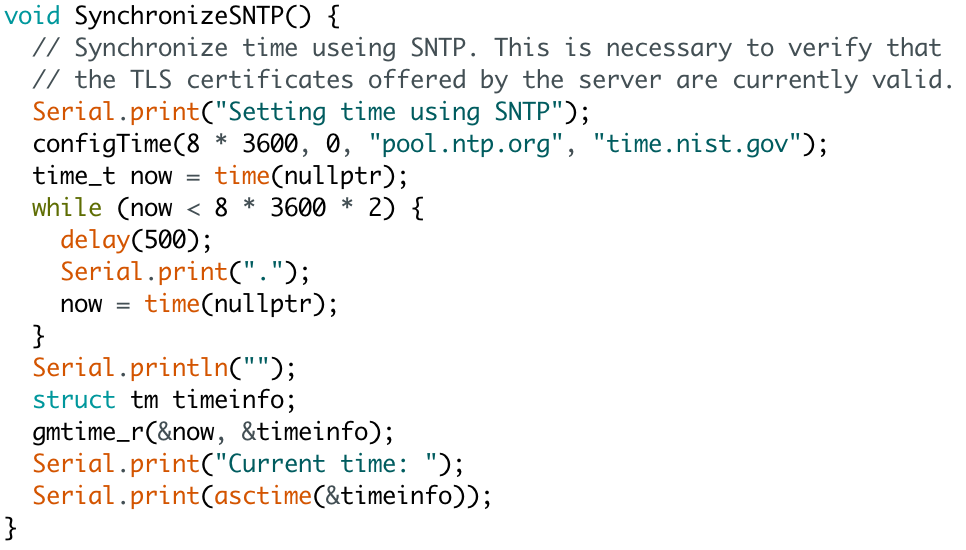 void SynchronizeSNTP() {
  // Synchronize time useing SNTP. This is necessary to verify that
  // the TLS certificates offered by the server are currently valid.
  Serial.print("Setting time using SNTP");
  configTime(8 * 3600, 0, "pool.ntp.org", "time.nist.gov");
  time_t now = time(nullptr);
  while (now < 8 * 3600 * 2) {
    delay(500);
    Serial.print(".");
    now = time(nullptr);
  }
  Serial.println("");
  struct tm timeinfo;
  gmtime_r(&now, &timeinfo);
  Serial.print("Current time: ");
  Serial.print(asctime(&timeinfo));
}